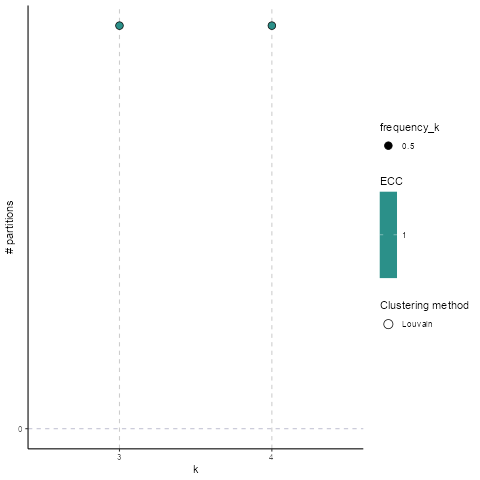 # partitions
0
3
4
k
frequency_k
0.5
ECC
1
Clustering method
Louvain